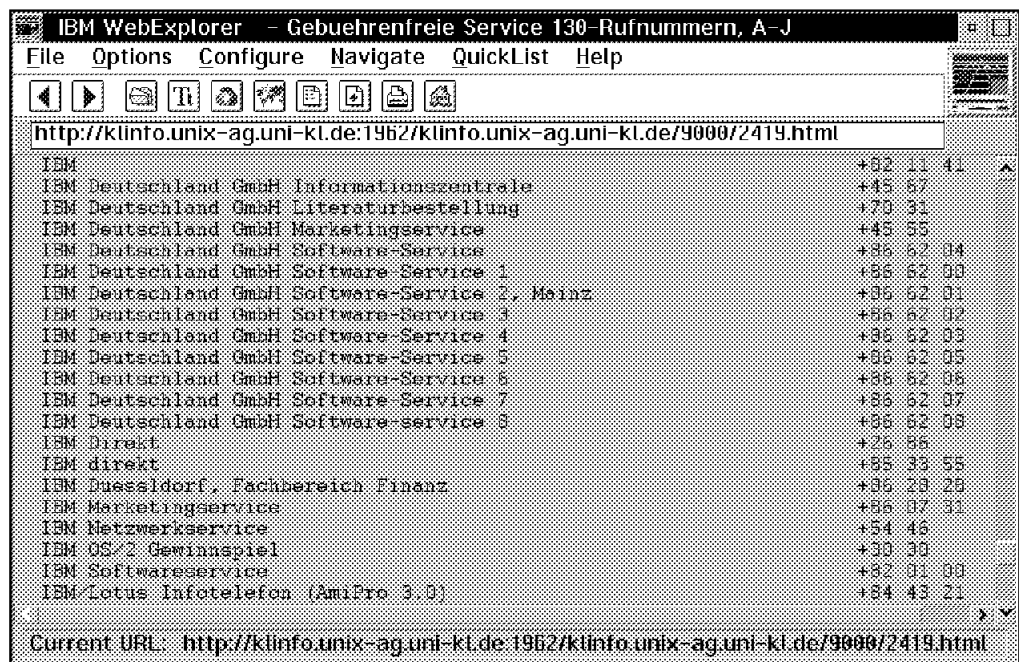 IBM WebExplorer - Gebuehrenfreie Service 130-Rufnummern, A-J
File Options Configure Navigate QuickList Help
http://klinfo.unix-ag.uni-kl.de:1962/klinfo.unix-ag.uni-kl.de/9000/2419.html
IBM +82 11 41
IBM Deutschland GmbH Informationszentrale +45 67
IBM Deutschland GmbH Literaturbestellung +70 31
IBM Deutschland GmbH Marketingservice +45 55
IBM Deutschland GmbH Software-Service +86 62 04
IBM Deutschland GmbH Software-Service 1 +86 62 00
IBM Deutschland GmbH Software-Service 2, Mainz +86 62 01
IBM Deutschland GmbH Software-Service 3 +86 62 02
IBM Deutschland GmbH Software-Service 4 +86 62 03
IBM Deutschland GmbH Software-Service 5 +86 62 05
IBM Deutschland GmbH Software-Service 6 +86 62 06
IBM Deutschland GmbH Software-Service 7 +86 62 07
IBM Deutschland GmbH Software-service 8 +86 62 08
IBM Direkt +26 86
IBM direkt +85 33 55
IBM Duessldorf, Fachbereich Finanz +86 28 28
IBM Marketingservice +86 07 31
IBM Netzwerkservice +54 46
IBM OS/2 Gewinnspiel +30 30
IBM Softwareservice +82 01 00
IBM/Lotus Infotelefon (AmiPro 3.0) +84 43 21
Current URL: http://klinfo.unix-ag.uni-kl.de:1962/klinfo.unix-ag.uni-kl.de/9000/2419.html